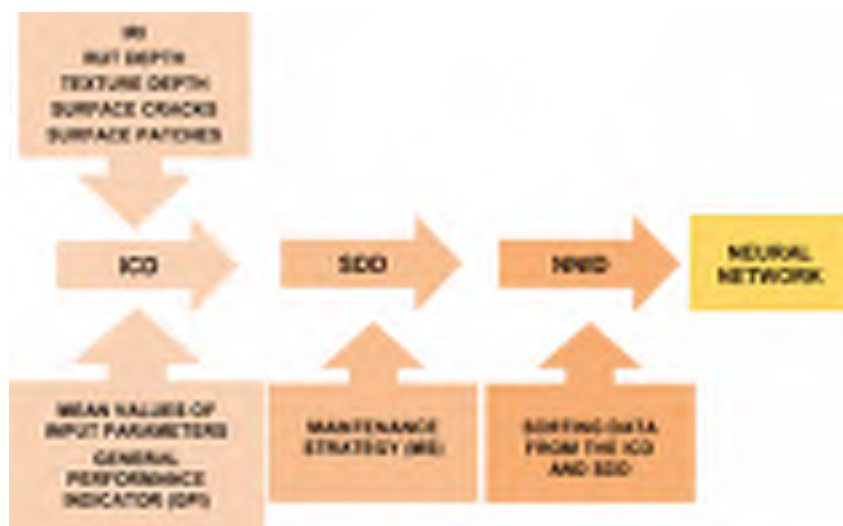 IRI
RUT DEPTH
TEXTURE DEPTH
SURFACE CRACKS
SURFACE PATCHES
ICD
SDD
NNID
NEURAL
NETWORK
MEAN VALUES OF
INPUT PARAMETERS
GENERAL
PERFORMANCE
INDICATOR (GPI)
MAINTENANCE
STRATEGY (MS)
SORTING DATA
FROM THE ICD
AND SDD